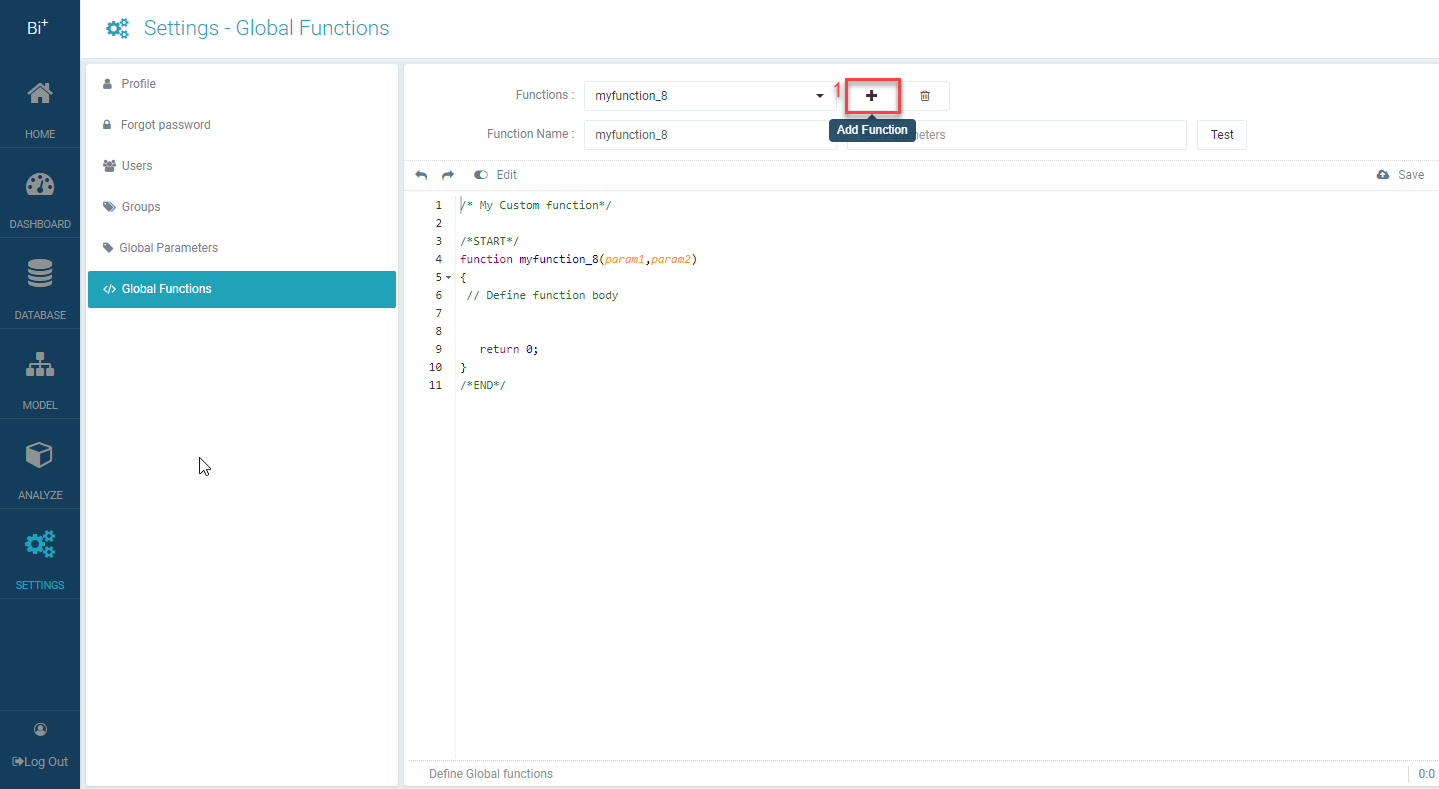 Bi+
Settings - Global Functions
HOME
DASHBOARD
DATABASE
MODEL
ANALYZE
SETTINGS
Log Out
Profile
Forgot password
Users
Groups
Global Parameters
</> Global Functions
Functions : myfunction_8 1 +
Add Function
Function Name : myfunction_8 Test
Edit Save
1 /* My Custom function*/
2
3 /*START*/
4 function myfunction_8(param1,param2)
5 {
6 // Define function body
7
8
9 return 0;
10 }
11 /*END*/
Define Global functions 0:0